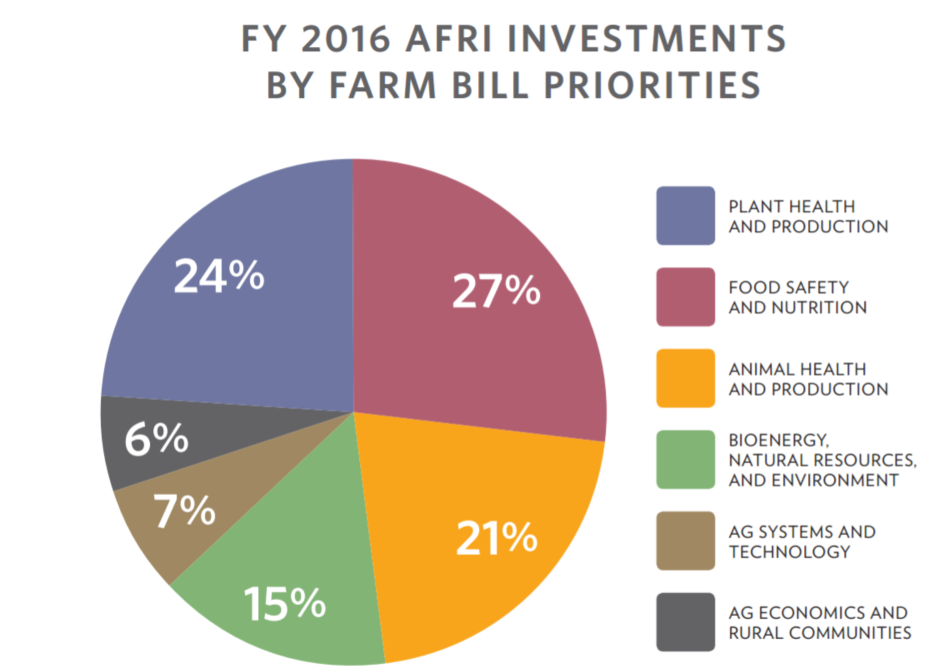 FY 2016 AFRI INVESTMENTS
BY FARM BILL PRIORITIES
24%
27%
6%
7%
21%
15%
PLANT HEALTH
AND PRODUCTION
FOOD SAFETY
AND NUTRITION
ANIMAL HEALTH
AND PRODUCTION
BIOENERGY,
NATURAL RESOURCES,
AND ENVIRONMENT
AG SYSTEMS AND
TECHNOLOGY
AG ECONOMICS AND
RURAL COMMUNITIES